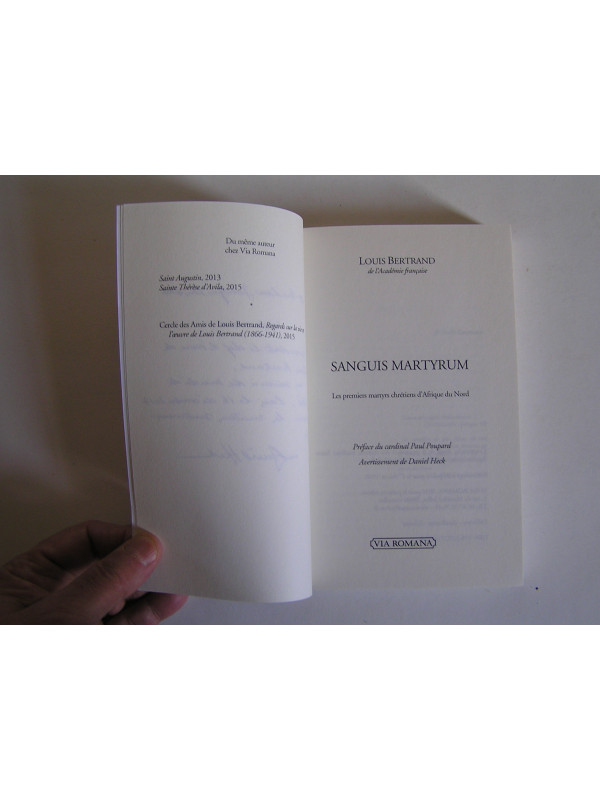 Du même auteur
chez Via Romana
Saint Augustin, 2013
Sainte Thérèse d'Avila, 2015
Cercle des Amis de Louis Bertrand, Regards sur la vie et
l'œuvre de Louis Bertrand (1866-1941), 2015
LOUIS BERTRAND
de l'Académie française
SANGUIS MARTYRUM
Les premiers martyrs chrétiens d'Afrique du Nord
Préface du cardinal Paul Poupard
Avertissement de Daniel Heck
VIA ROMANA